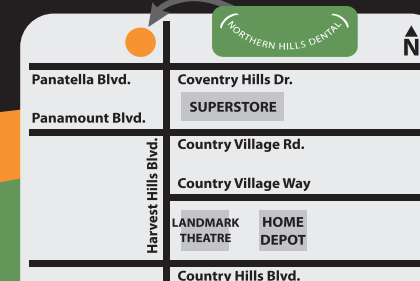 NORTHERN HILLS DENTAL
N
Panatella Blvd.
Coventry Hills Dr.
SUPERSTORE
Panamount Blvd.
Country Village Rd.
Harvest Hills Blvd.
Country Village Way
LANDMARK
THEATRE
HOME
DEPOT
Country Hills Blvd.